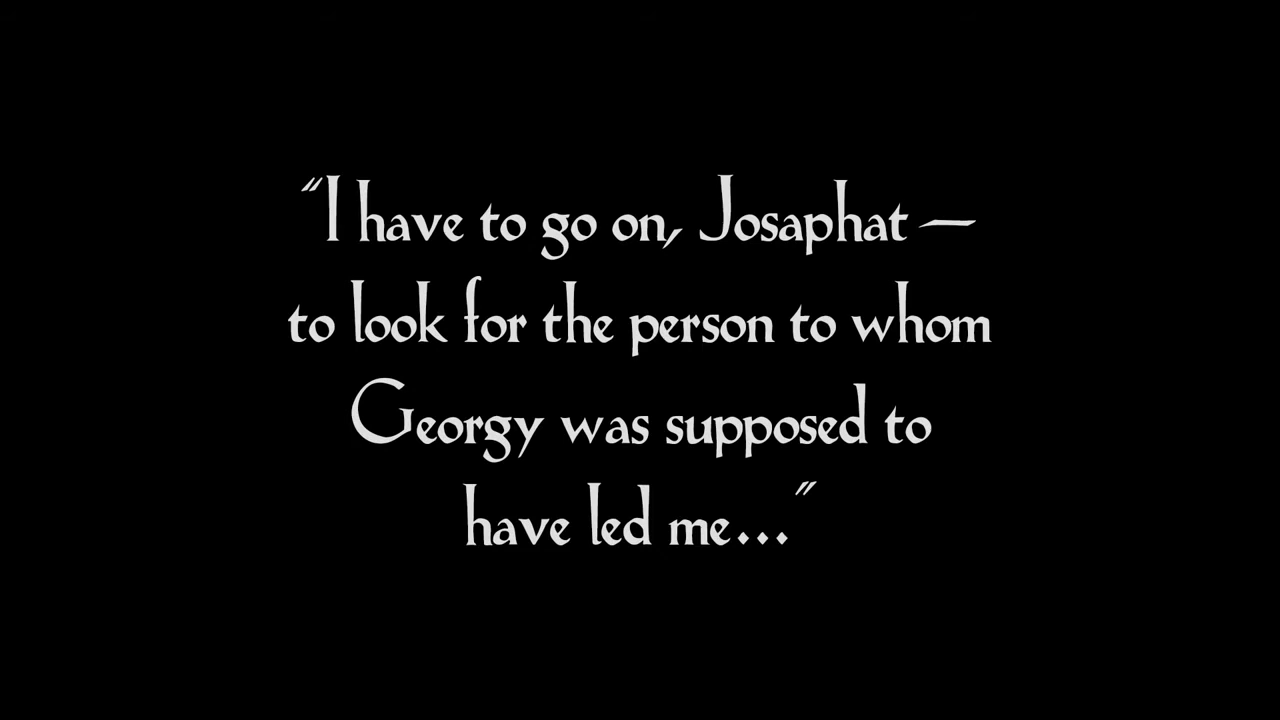 "I have to go on, Josaphat —
to look for the person to whom
Georgy was supposed to
have led me..."